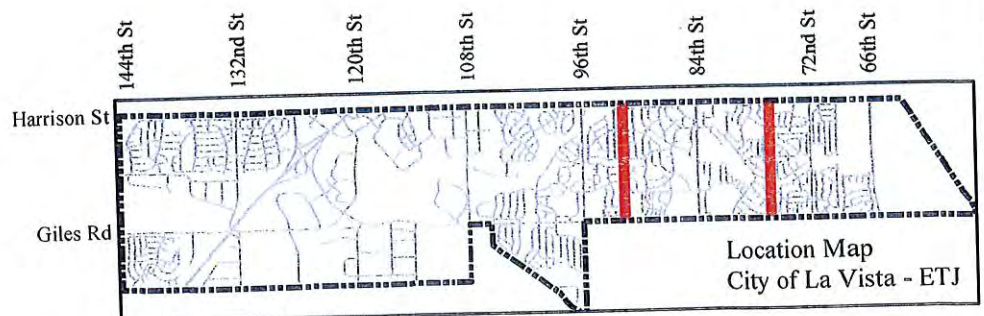 144th St
132nd St
120th St
108th St
96th St
84th St
72nd St
66th St
Harrison St
Giles Rd
Location Map
City of La Vista - ETJ